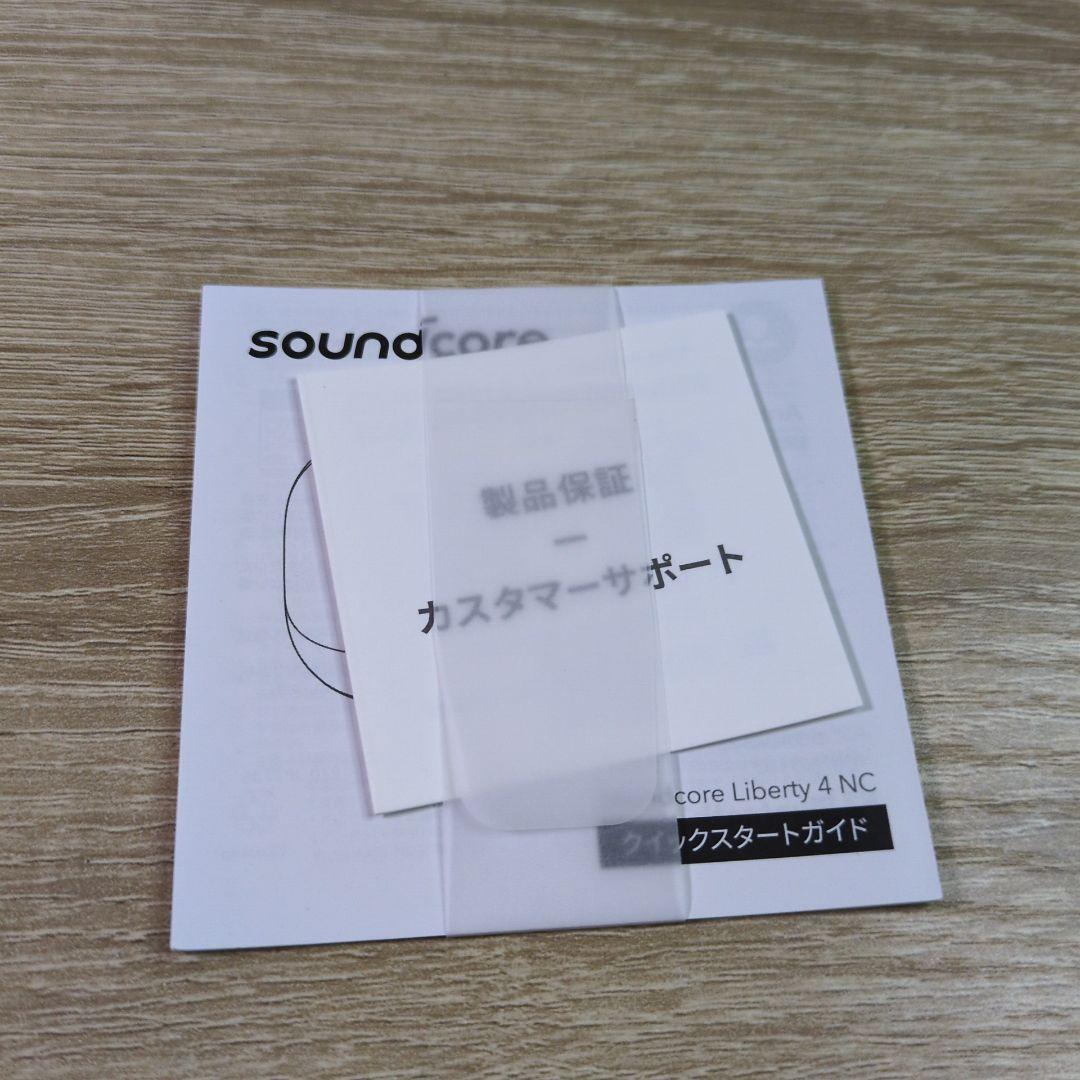 soundcore
製品保証
ー
カスタマーサポート
core Liberty 4 NC
クイックスタートガイド